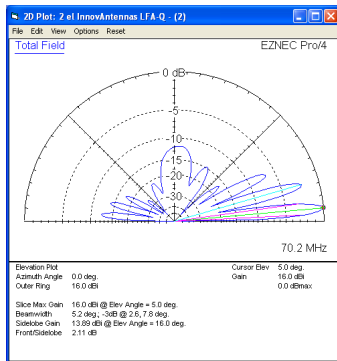 2D Plot: 2 el InnovAntennas LFA-Q - (2)
File Edit View Options Reset
Total Field
EZNEC Pro/4
0 dB
-5
-10
-15
-20
-30
70.2 MHz
Elevation Plot
Azimuth Angle 0.0 deg.
Outer Ring 16.0 dBi
Cursor Elev 5.0 deg.
Gain 16.0 dBi
0.0 dBmax
Slice Max Gain 16.0 dBi @ Elev Angle = 5.0 deg.
Beamwidth 5.2 deg.; -3dB @ 2.6, 7.8 deg.
Sidelobe Gain 13.89 dBi @ Elev Angle = 16.0 deg.
Front/Sidelobe 2.11 dB